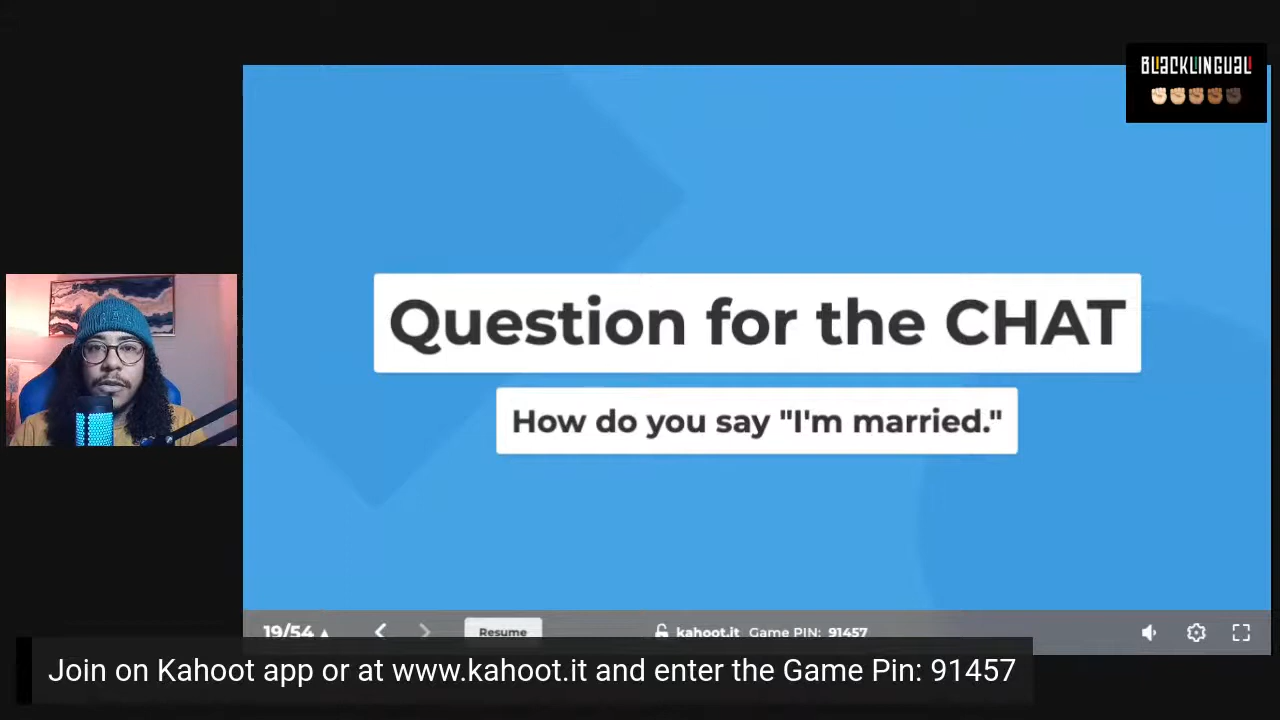 BLACKLINGUAL
Question for the CHAT
How do you say "I'm married."
19/54
Resume
kahoot.it Game PIN: 91457
Join on Kahoot app or at www.kahoot.it and enter the Game Pin: 91457